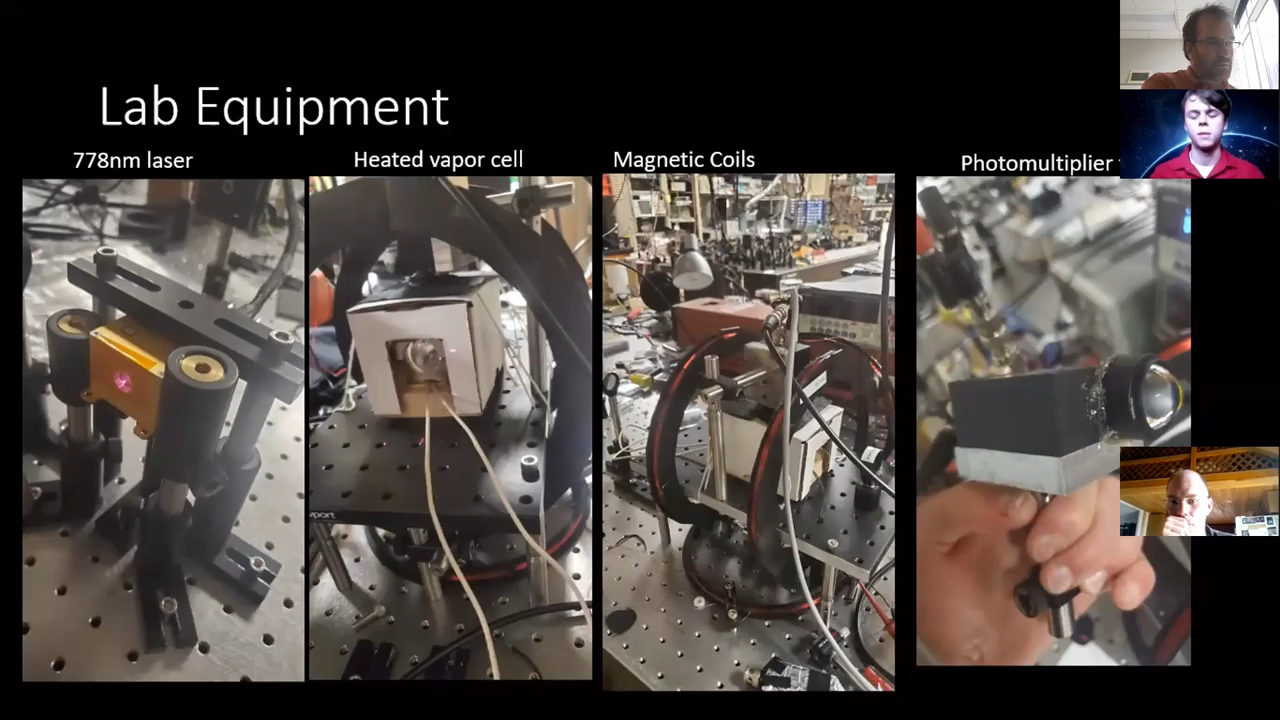 Lab Equipment
778nm laser
Heated vapor cell
Magnetic Coils
Photomultiplier